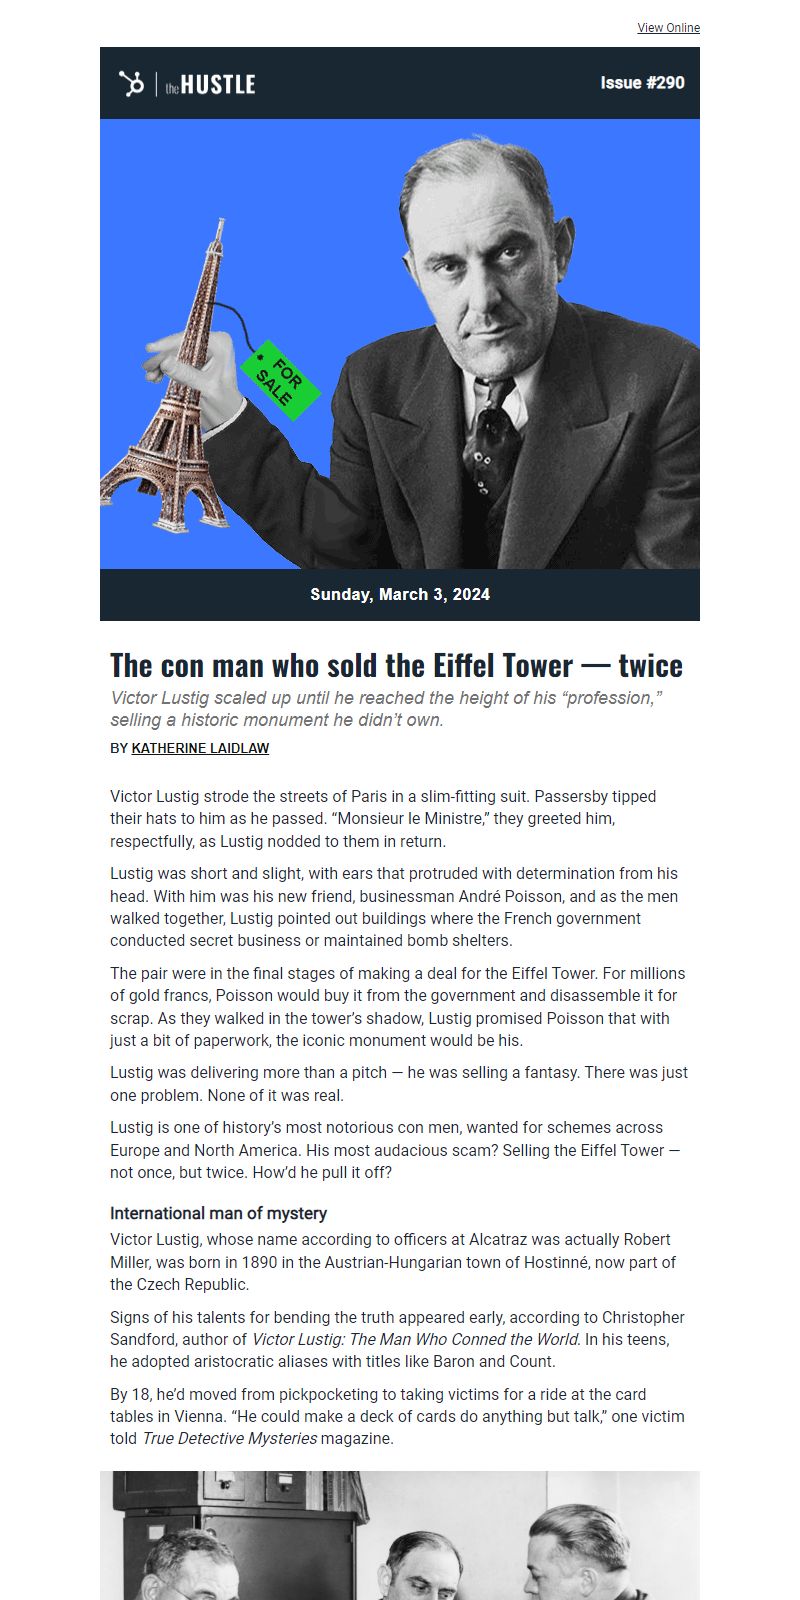 View Online
the HUSTLE
Issue #290
FOR
SALE
Sunday, March 3, 2024
The con man who sold the Eiffel Tower — twice
Victor Lustig scaled up until he reached the height of his “profession,”
selling a historic monument he didn’t own.
BY KATHERINE LAIDLAW
Victor Lustig strode the streets of Paris in a slim-fitting suit. Passersby tipped
their hats to him as he passed. “Monsieur le Ministre,” they greeted him,
respectfully, as Lustig nodded to them in return.
Lustig was short and slight, with ears that protruded with determination from his
head. With him was his new friend, businessman André Poisson, and as the men
walked together, Lustig pointed out buildings where the French government
conducted secret business or maintained bomb shelters.
The pair were in the final stages of making a deal for the Eiffel Tower. For millions
of gold francs, Poisson would buy it from the government and disassemble it for
scrap. As they walked in the tower’s shadow, Lustig promised Poisson that with
just a bit of paperwork, the iconic monument would be his.
Lustig was delivering more than a pitch — he was selling a fantasy. There was just
one problem. None of it was real.
Lustig is one of history’s most notorious con men, wanted for schemes across
Europe and North America. His most audacious scam? Selling the Eiffel Tower —
not once, but twice. How’d he pull it off?
International man of mystery
Victor Lustig, whose name according to officers at Alcatraz was actually Robert
Miller, was born in 1890 in the Austrian-Hungarian town of Hostinné, now part of
the Czech Republic.
Signs of his talents for bending the truth appeared early, according to Christopher
Sandford, author of Victor Lustig: The Man Who Conned the World. In his teens,
he adopted aristocratic aliases with titles like Baron and Count.
By 18, he’d moved from pickpocketing to taking victims for a ride at the card
tables in Vienna. “He could make a deck of cards do anything but talk,” one victim
told True Detective Mysteries magazine.